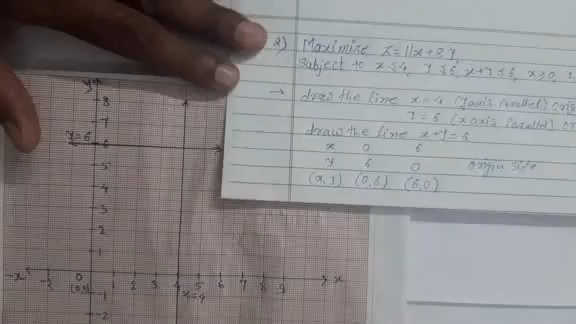 2) Maximize Z = 11x + 8y
Subject to x ≤ 4, y ≤ 6, x + y ≤ 6, x ≥ 0,
→ draw the line x = 4 (y axis parallel)
y = 6 (x axis parallel)
draw the line x + y = 6
x 0 6
y 6 0 origin side
(x, y) (0,6) (6,0)
y
8
7
y = 6
5
4
3
2
1
-x -2 0 1 2 3 4 5 6 7 8 9 x
(0,0)
-1 x=4
-2